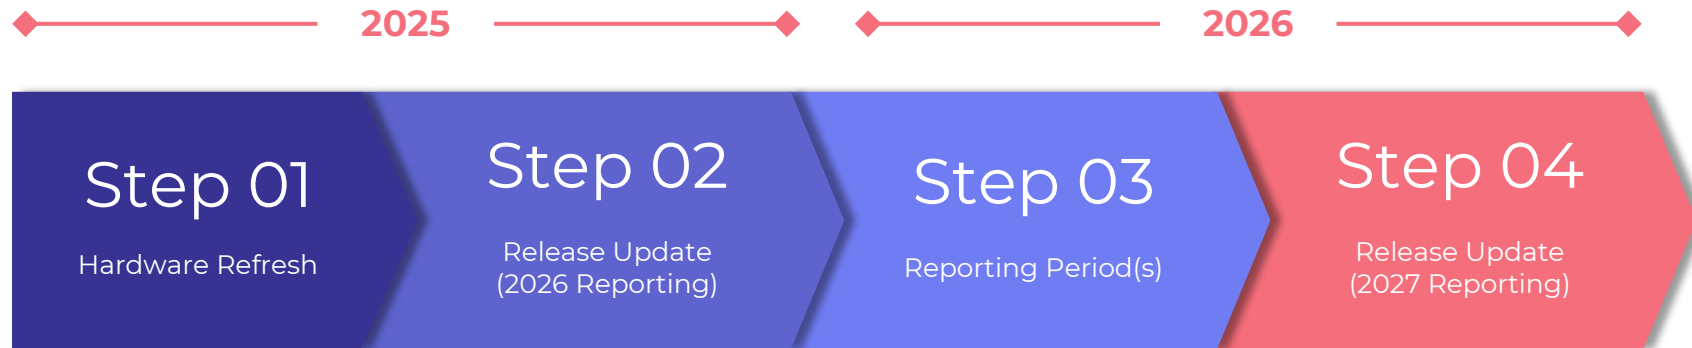 2025
2026
Step 01
Hardware Refresh
Step 02
Release Update
(2026 Reporting)
Step 03
Reporting Period(s)
Step 04
Release Update
(2027 Reporting)